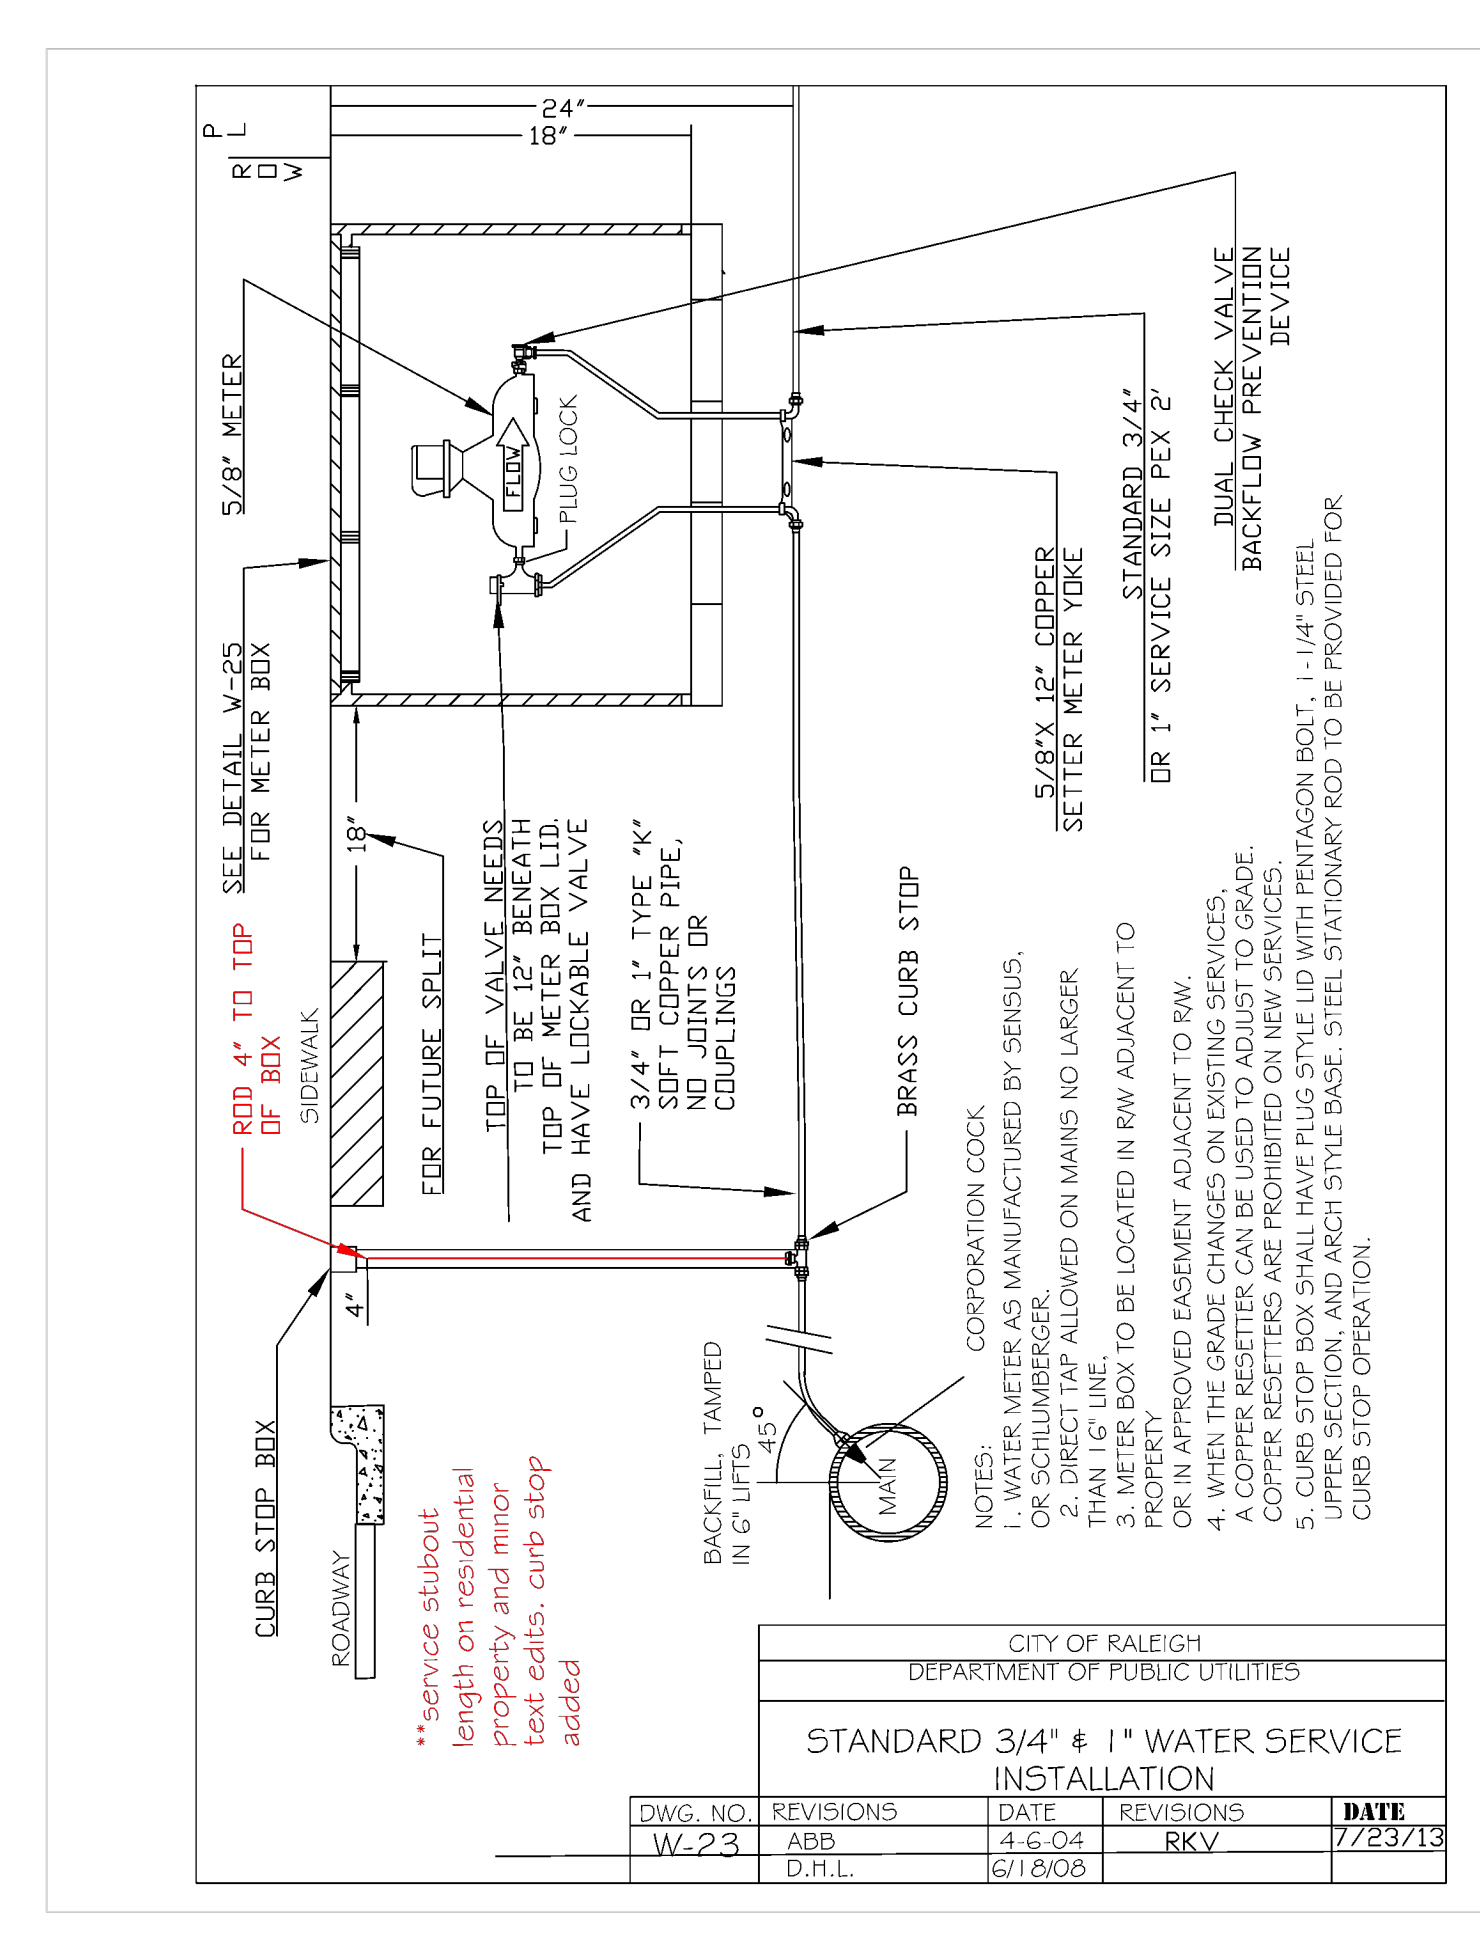 P
L
R
O
W
24"
18"
5/8" METER
SEE DETAIL W-25
FOR METER BOX
ROD 4" TO TOP
OF BOX
SIDEWALK
18"
FOR FUTURE SPLIT
FLOW
PLUG LOCK
TOP OF VALVE NEEDS
TO BE 12" BENEATH
TOP OF METER BOX LID.
AND HAVE LOCKABLE VALVE
3/4" OR 1" TYPE "K"
SOFT COPPER PIPE,
NO JOINTS OR
COUPLINGS
BRASS CURB STOP
5/8"X 12" COPPER
SETTER METER YOKE
STANDARD 3/4"
OR 1" SERVICE SIZE PEX 2'
DUAL CHECK VALVE
BACKFLOW PREVENTION
DEVICE
CURB STOP BOX
4"
ROADWAY
**service stubout
length on residential
property and minor
text edits. curb stop
added
BACKFILL, TAMPED
IN 6" LIFTS
45°
MAIN
CORPORATION COCK
NOTES:
1. WATER METER AS MANUFACTURED BY SENSUS,
OR SCHLUMBERGER.
2. DIRECT TAP ALLOWED ON MAINS NO LARGER
THAN 16" LINE,
3. METER BOX TO BE LOCATED IN R/W ADJACENT TO
PROPERTY
OR IN APPROVED EASEMENT ADJACENT TO R/W.
4. WHEN THE GRADE CHANGES ON EXISTING SERVICES,
A COPPER RESETTER CAN BE USED TO ADJUST TO GRADE.
COPPER RESETTERS ARE PROHIBITED ON NEW SERVICES.
5. CURB STOP BOX SHALL HAVE PLUG STYLE LID WITH PENTAGON BOLT, 1-1/4" STEEL
UPPER SECTION, AND ARCH STYLE BASE. STEEL STATIONARY ROD TO BE PROVIDED FOR
CURB STOP OPERATION.
CITY OF RALEIGH
DEPARTMENT OF PUBLIC UTILITIES
STANDARD 3/4" & 1" WATER SERVICE
INSTALLATION
DWG. NO. REVISIONS DATE REVISIONS DATE
W-23 ABB 4-6-04 RKV 7/23/13
D.H.L. 6/18/08